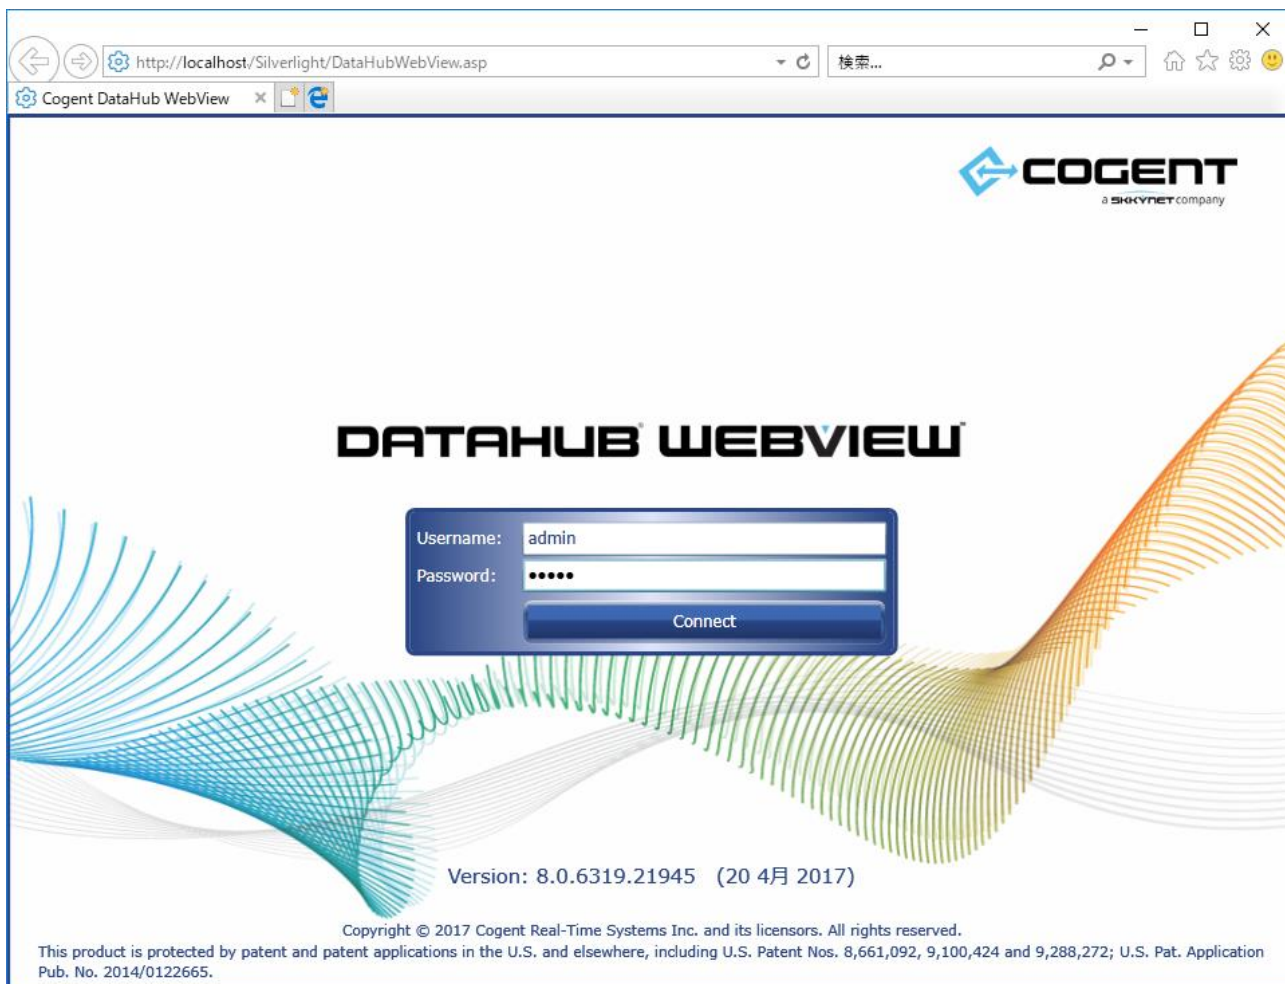 http://localhost/Silverlight/DataHubWebView.asp
検索...
Cogent DataHub WebView
COGENT
a SKKYNET company
DATAHUB® WEBVIEW™
Username: admin
Password: •••••
Connect
Version: 8.0.6319.21945 (20 4月 2017)
Copyright © 2017 Cogent Real-Time Systems Inc. and its licensors. All rights reserved.
This product is protected by patent and patent applications in the U.S. and elsewhere, including U.S. Patent Nos. 8,661,092, 9,100,424 and 9,288,272; U.S. Pat. Application
Pub. No. 2014/0122665.